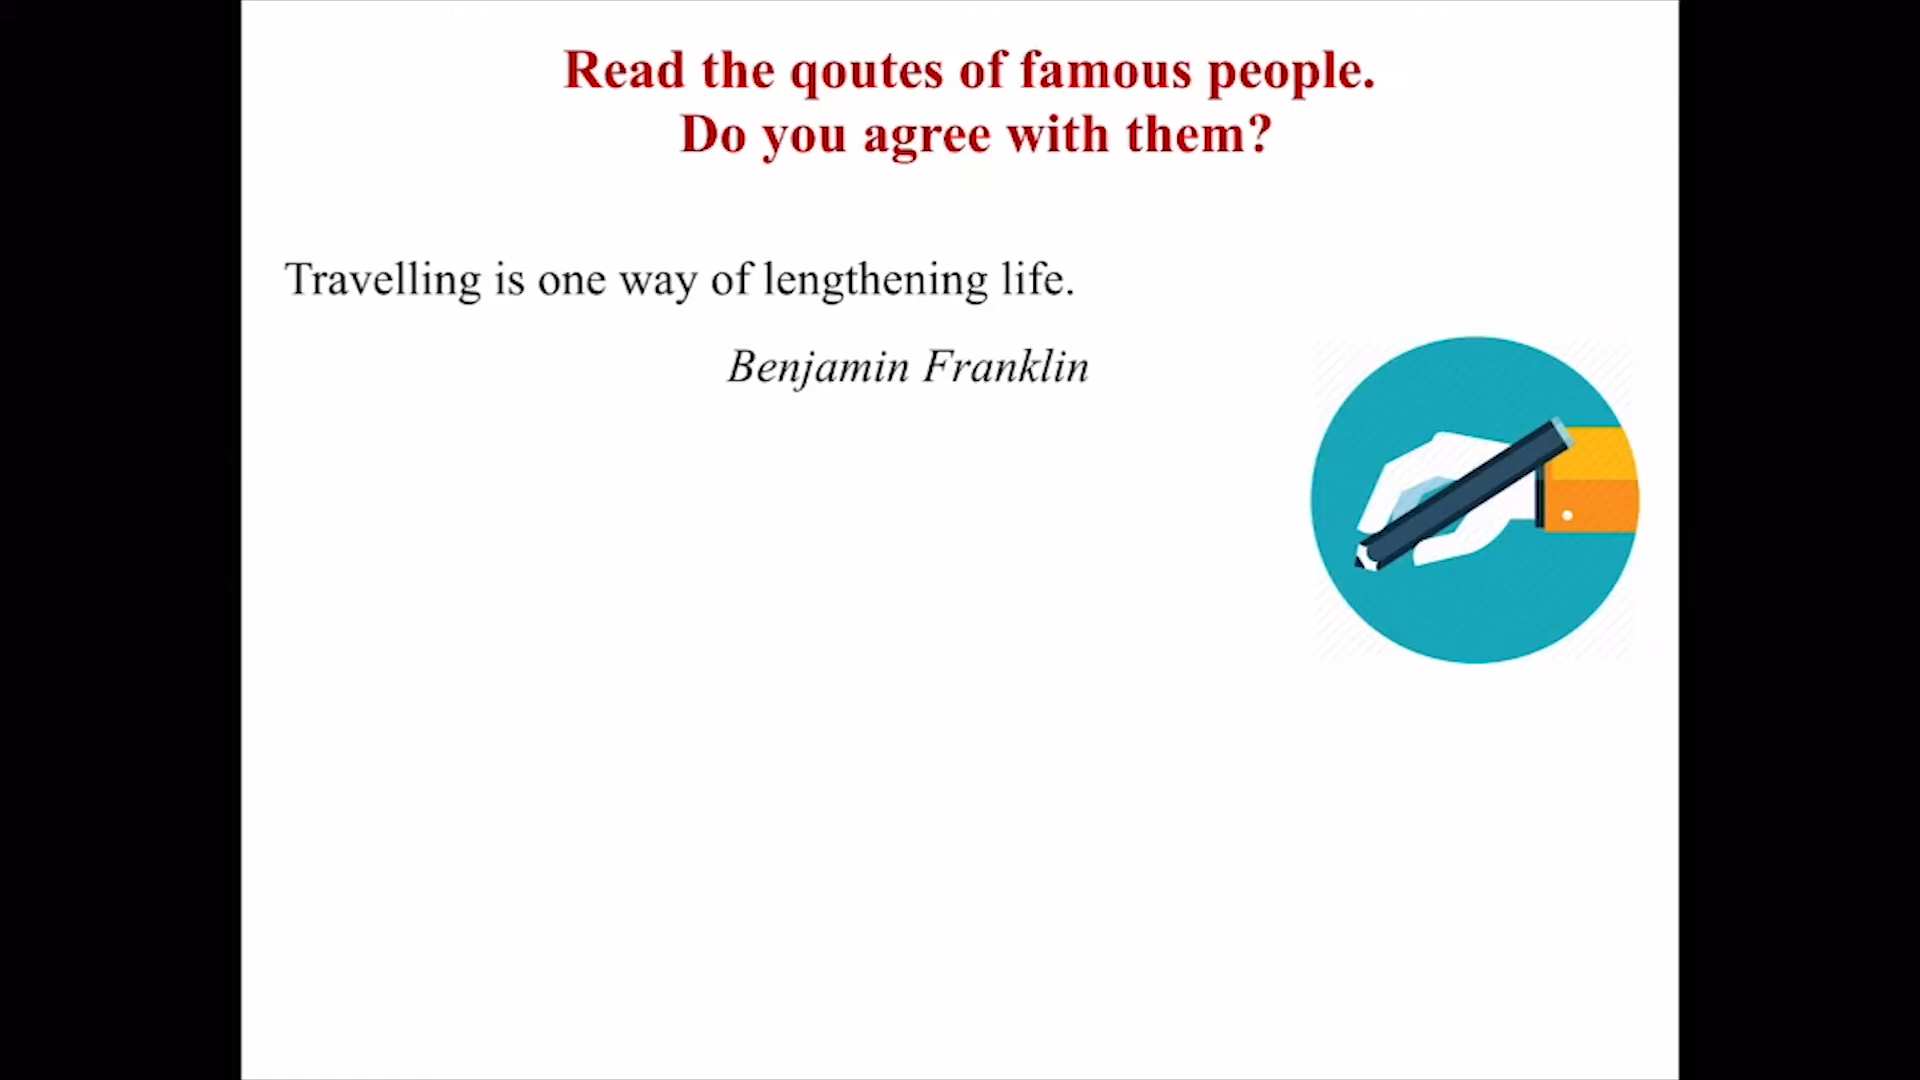 Read the qoutes of famous people.
Do you agree with them?
Travelling is one way of lengthening life.
Benjamin Franklin